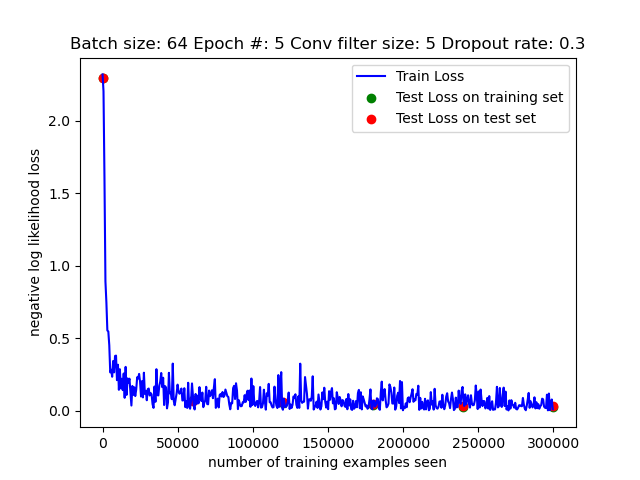 Batch size: 64 Epoch #: 5 Conv filter size: 5 Dropout rate: 0.3
Train Loss
Test Loss on training set
Test Loss on test set
negative log likelihood loss
2.0
1.5
1.0
0.5
0.0
0 50000 100000 150000 200000 250000 300000
number of training examples seen